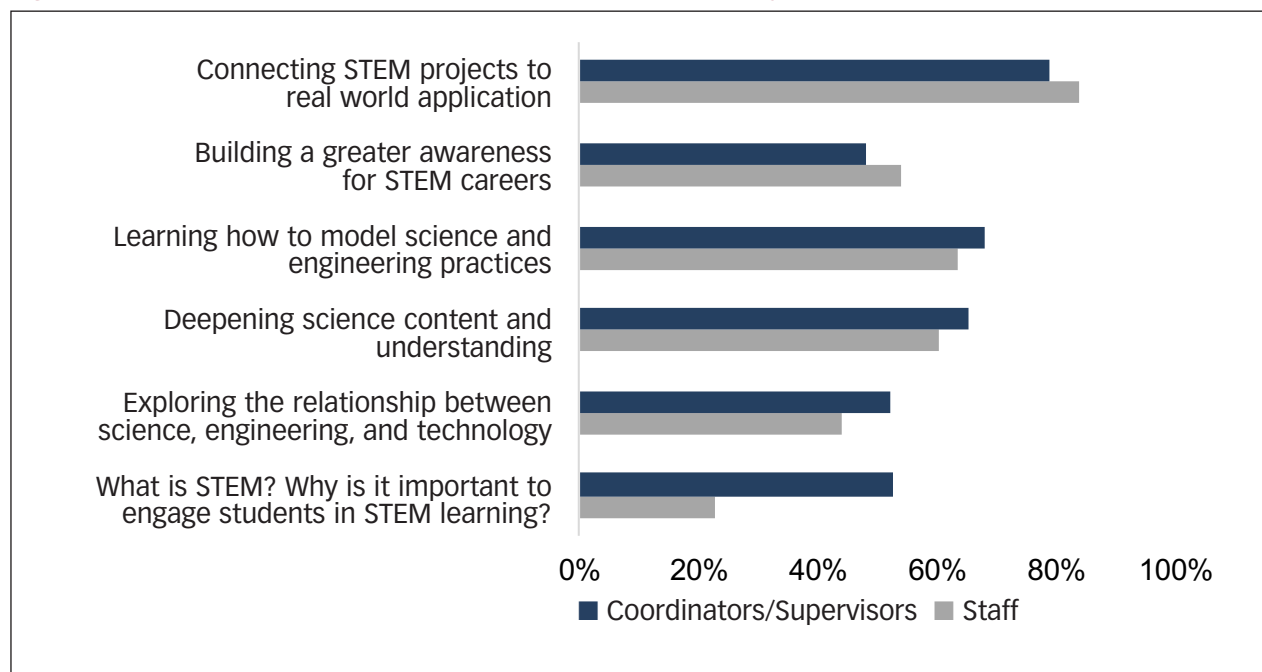 Connecting STEM projects to
real world application
Building a greater awareness
for STEM careers
Learning how to model science and
engineering practices
Deepening science content and
understanding
Exploring the relationship between
science, engineering, and technology
What is STEM? Why is it important to
engage students in STEM learning?
0% 20% 40% 60% 80% 100%
Coordinators/Supervisors Staff